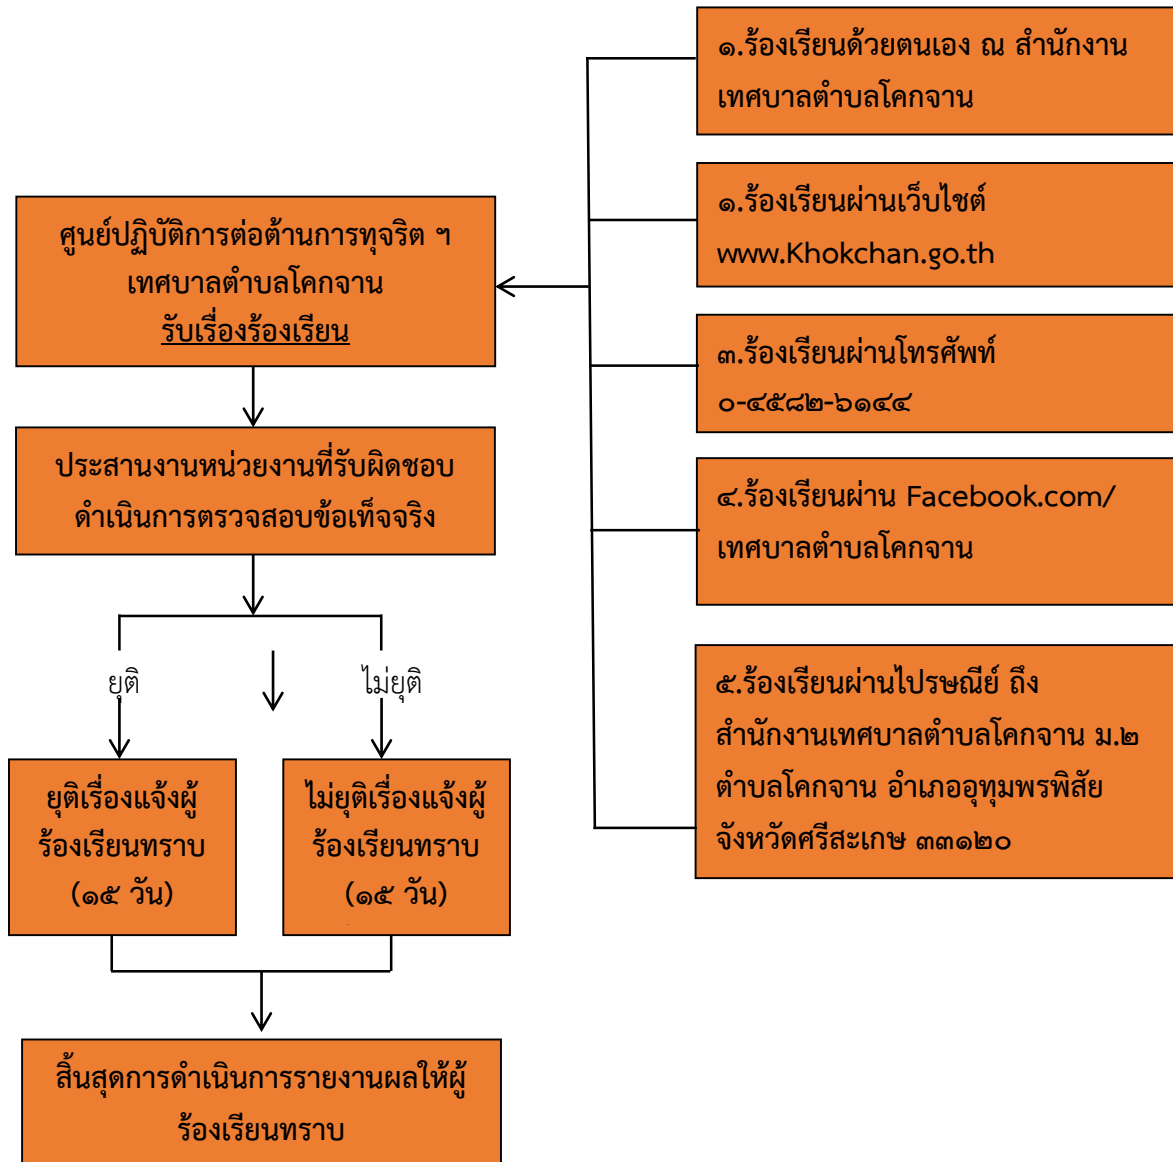 ๑.ร้องเรียนด้วยตนเอง ณ สำนักงาน
เทศบาลตำบลโคกจาน
๑.ร้องเรียนผ่านเว็บไชต์
www.Khokchan.go.th
๓.ร้องเรียนผ่านโทรศัพท์
๐-๔๕๘๒-๖๑๔๔
๔.ร้องเรียนผ่าน Facebook.com/
เทศบาลตำบลโคกจาน
๕.ร้องเรียนผ่านไปรษณีย์ ถึง
สำนักงานเทศบาลตำบลโคกจาน ม.๒
ตำบลโคกจาน อำเภออุทุมพรพิสัย
จังหวัดศรีสะเกษ ๓๓๑๒๐
ศูนย์ปฏิบัติการต่อต้านการทุจริต ฯ
เทศบาลตำบลโคกจาน
รับเรื่องร้องเรียน
ประสานงานหน่วยงานที่รับผิดชอบ
ดำเนินการตรวจสอบข้อเท็จจริง
ยุติ
ไม่ยุติ
ยุติเรื่องแจ้งผู้
ร้องเรียนทราบ
(๑๕ วัน)
ไม่ยุติเรื่องแจ้งผู้
ร้องเรียนทราบ
(๑๕ วัน)
สิ้นสุดการดำเนินการรายงานผลให้ผู้
ร้องเรียนทราบ